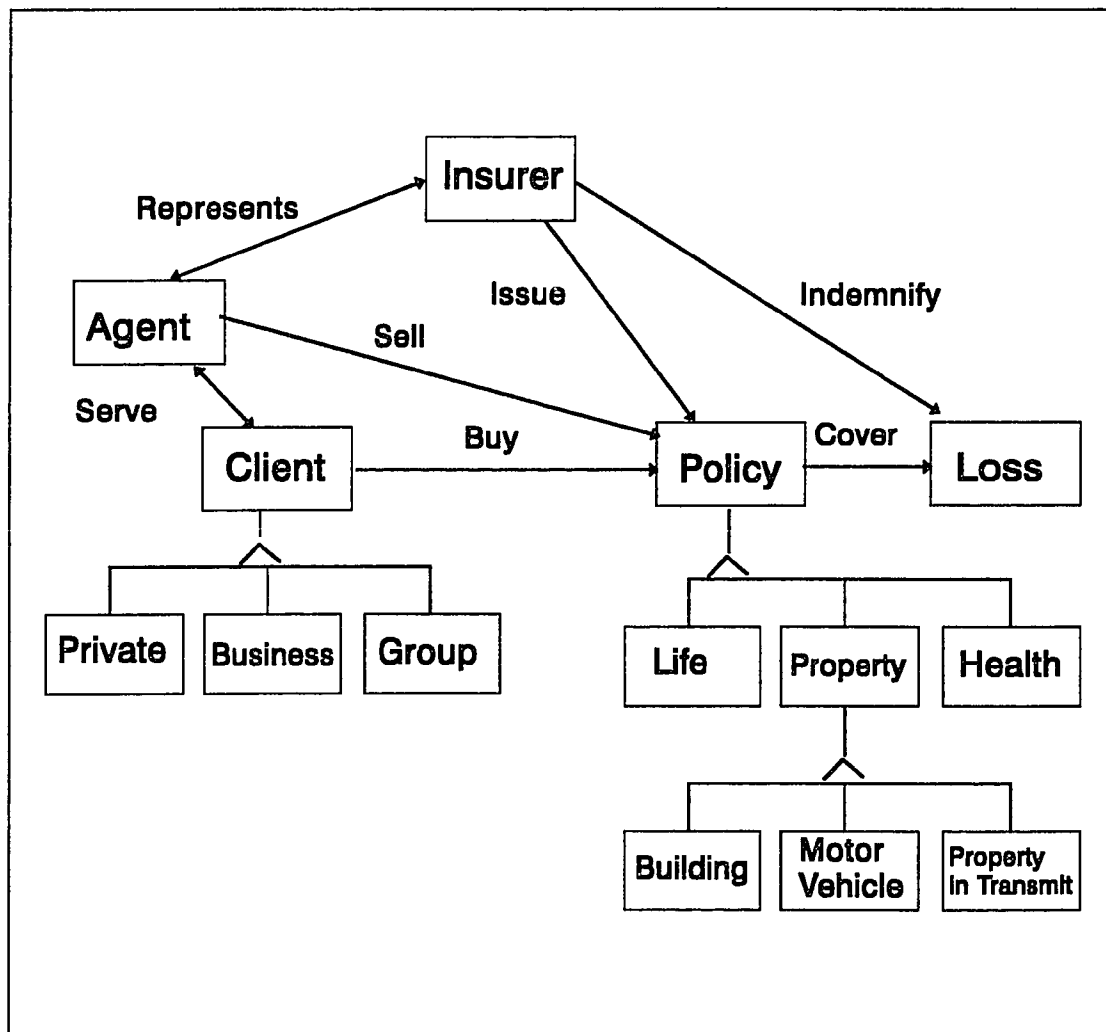 Insurer
Represents
Issue
Indemnify
Agent
Sell
Serve
Buy
Cover
Client
Policy
Loss
Private
Business
Group
Life
Property
Health
Building
Motor
Vehicle
Property
in Transmit